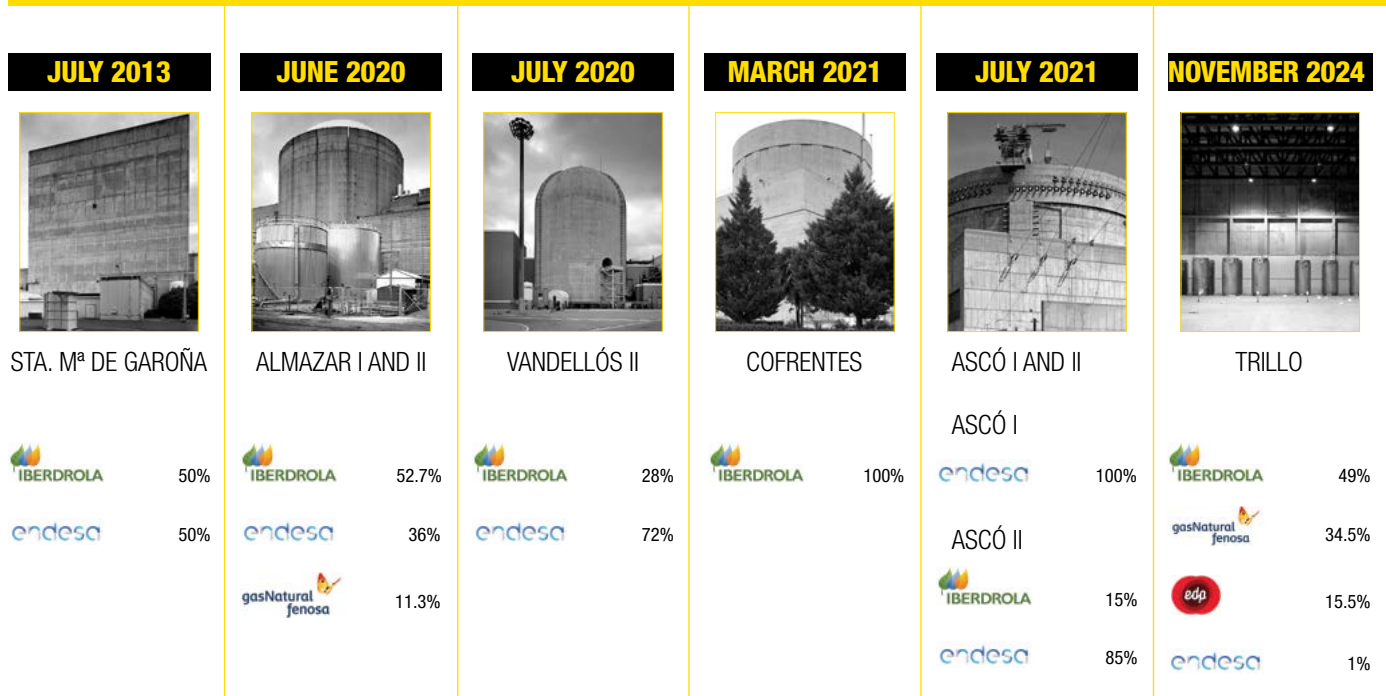 JULY 2013
STA. Mª DE GAROÑA
IBERDROLA 50%
endesa 50%
JUNE 2020
ALMAZAR I AND II
IBERDROLA 52.7%
endesa 36%
gasNatural
fenosa 11.3%
JULY 2020
VANDELLÓS II
IBERDROLA 28%
endesa 72%
MARCH 2021
COFRENTES
IBERDROLA 100%
JULY 2021
ASCÓ I AND II
ASCÓ I
endesa 100%
ASCÓ II
IBERDROLA 15%
endesa 85%
NOVEMBER 2024
TRILLO
IBERDROLA 49%
gasNatural
fenosa 34.5%
edp 15.5%
endesa 1%